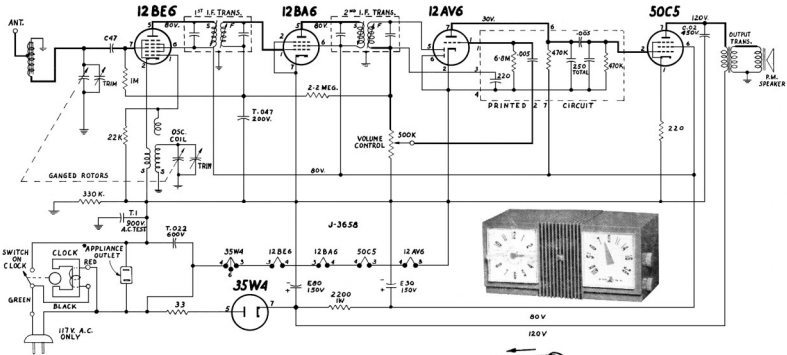 12BE6
1ST I.F. TRANS.
12BA6
2ND I.F. TRANS.
12AV6
50C5
ANT.
80V.
80V.
30V.
120V.
C.02
450V
OUTPUT
TRANS.
C47
TRIM
1M
.005
6.8M
220
470K
.005
250
TOTAL
470K
P.M.
SPEAKER
2.2 MEG.
T-.047
200V.
PRINTED 2 7 CIRCUIT
22K
OSC.
COIL
TRIM
VOLUME
CONTROL
500K
220
GANGED ROTORS
80V.
330K.
T.1
900V.
A.C.TEST
T-.022
600V
J-3658
SWITCH
ON
CLOCK
CLOCK
RED
APPLIANCE
OUTLET
35W4
12BE6
12BA6
50C5
12AV6
GREEN
BLACK
33
35W4
E80
150V
2200
1W
E30
150V
80V
120V
117V. A.C.
ONLY